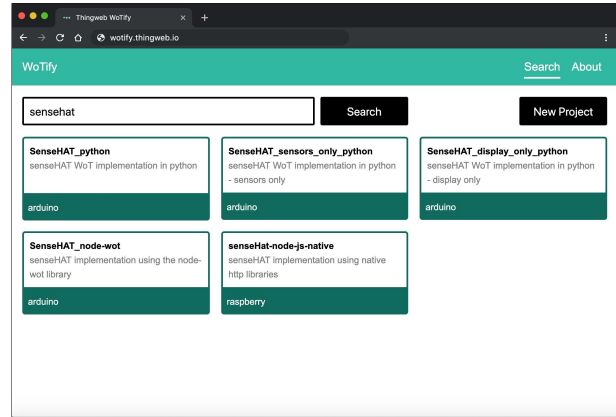 Thingweb WoTify
wotify.thingweb.io
WoTify
Search About
sensehat
Search
New Project
SenseHAT_python
senseHAT WoT implementation in python
arduino
SenseHAT_sensors_only_python
senseHAT WoT implementation in python
- sensors only
arduino
SenseHAT_display_only_python
senseHAT WoT implementation in python
- display only
arduino
SenseHAT_node-wot
senseHAT implementation using the node-
wot library
arduino
senseHat-node-js-native
senseHAT implementation using native
http libraries
raspberry